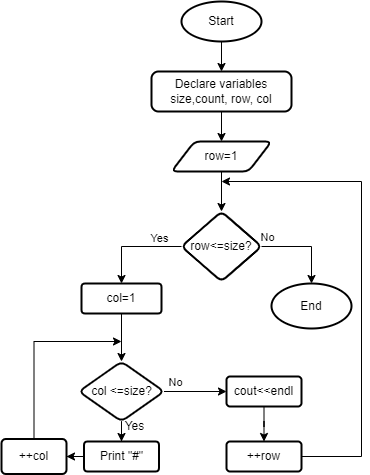 Start
Declare variables
size,count, row, col
row=1
row<=size?
Yes
No
End
col=1
col <=size?
No
cout<<endl
Yes
++col
Print "#"
++row